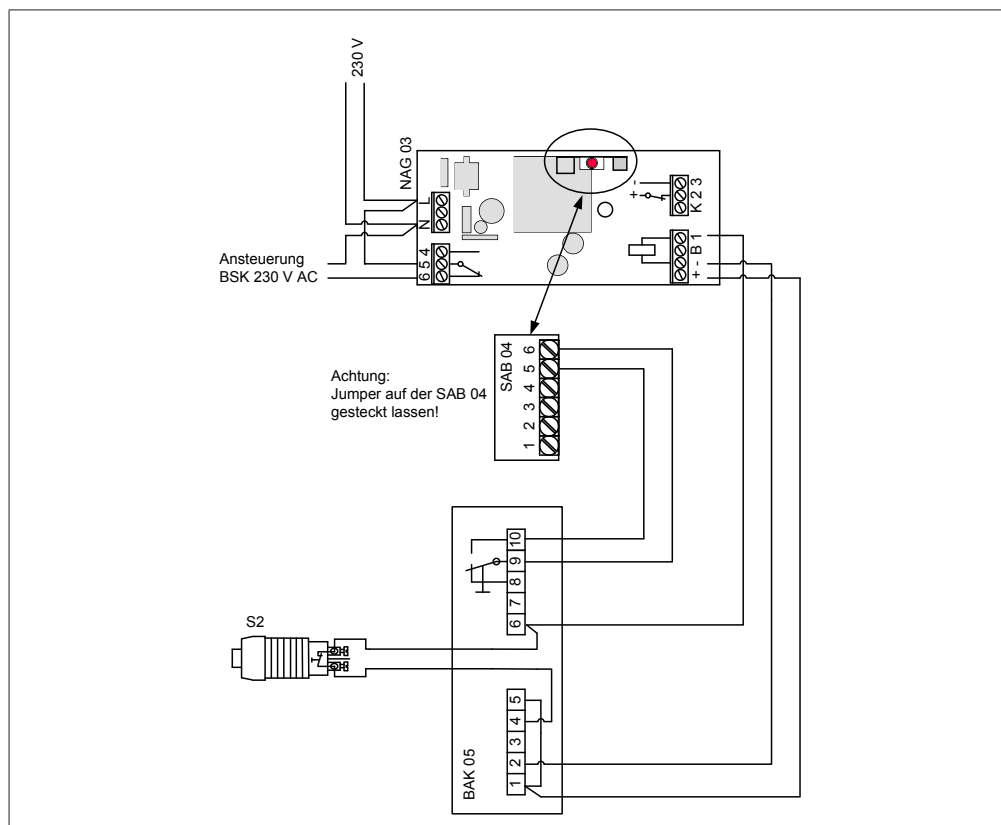 230 V
NAG 03
L
N
4
5
6
- 
+
K 2 3
+ - B 1
Ansteuerung
BSK 230 V AC
SAB 04
6
5
4
3
2
1
Achtung:
Jumper auf der SAB 04
gesteckt lassen!
10
9
8
7
6
S2
5
4
3
2
1
BAK 05